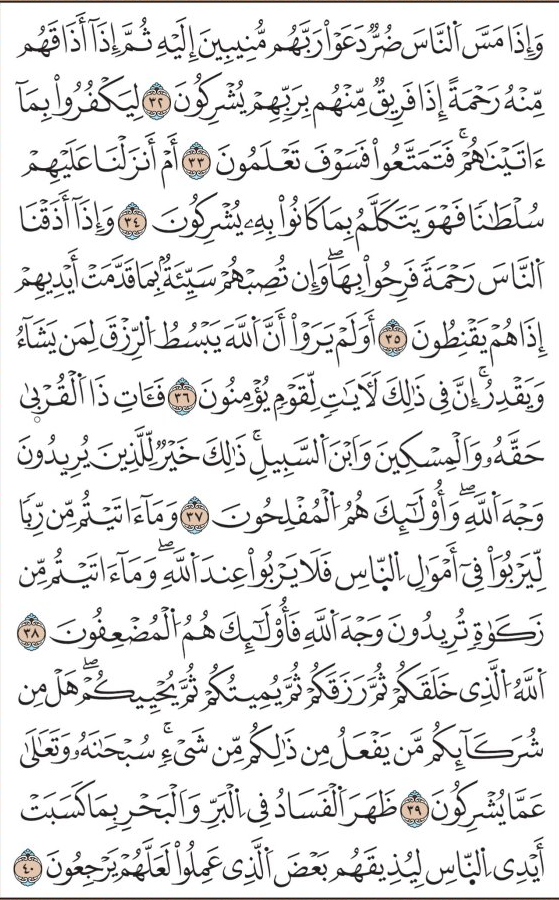 وَإِذَا مَسَّ ٱلنَّاسَ ضُرٌّ دَعَوۡاْ رَبَّهُم مُّنِيبِينَ إِلَيۡهِ ثُمَّ إِذَآ أَذَاقَهُم
مِّنۡهُ رَحۡمَةً إِذَا فَرِيقٌ مِّنۡهُم بِرَبِّهِمۡ يُشۡرِكُونَ ٣٢ لِيَكۡفُرُواْ بِمَآ
ءَاتَيۡنَٰهُمۡۚ فَتَمَتَّعُواْ فَسَوۡفَ تَعۡلَمُونَ ٣٣ أَمۡ أَنزَلۡنَا عَلَيۡهِمۡ
سُلۡطَٰنًا فَهُوَ يَتَكَلَّمُ بِمَا كَانُواْ بِهِۦ يُشۡرِكُونَ ٣٤ وَإِذَآ أَذَقۡنَا
ٱلنَّاسَ رَحۡمَةً فَرِحُواْ بِهَاۖ وَإِن تُصِبۡهُمۡ سَيِّئَةُۢ بِمَا قَدَّمَتۡ أَيۡدِيهِمۡ
إِذَا هُمۡ يَقۡنِطُونَ ٣٥ أَوَلَمۡ يَرَوۡاْ أَنَّ ٱللَّهَ يَبۡسُطُ ٱلرِّزۡقَ لِمَن يَشَآءُ
وَيَقۡدِرُۚ إِنَّ فِي ذَٰلِكَ لَأٓيَٰتٍ لِّقَوۡمٍ يُؤۡمِنُونَ ٣٦ فَـَٔاتِ ذَا ٱلۡقُرۡبَىٰ
حَقَّهُۥ وَٱلۡمِسۡكِينَ وَٱبۡنَ ٱلسَّبِيلِۚ ذَٰلِكَ خَيۡرٌ لِّلَّذِينَ يُرِيدُونَ
وَجۡهَ ٱللَّهِۖ وَأُوْلَٰٓئِكَ هُمُ ٱلۡمُفۡلِحُونَ ٣٧ وَمَآ ءَاتَيۡتُم مِّن رِّبًا
لِّيَرۡبُوَاْ فِيٓ أَمۡوَٰلِ ٱلنَّاسِ فَلَا يَرۡبُواْ عِندَ ٱللَّهِۖ وَمَآ ءَاتَيۡتُم مِّن
زَكَوٰةٍ تُرِيدُونَ وَجۡهَ ٱللَّهِ فَأُوْلَٰٓئِكَ هُمُ ٱلۡمُضۡعِفُونَ ٣٨
ٱللَّهُ ٱلَّذِي خَلَقَكُمۡ ثُمَّ رَزَقَكُمۡ ثُمَّ يُمِيتُكُمۡ ثُمَّ يُحۡيِيكُمۡۖ هَلۡ مِن
شُرَكَآئِكُم مَّن يَفۡعَلُ مِن ذَٰلِكُم مِّن شَيۡءٍۚ سُبۡحَٰنَهُۥ وَتَعَٰلَىٰ
عَمَّا يُشۡرِكُونَ ٣٩ ظَهَرَ ٱلۡفَسَادُ فِي ٱلۡبَرِّ وَٱلۡبَحۡرِ بِمَا كَسَبَتۡ
أَيۡدِي ٱلنَّاسِ لِيُذِيقَهُم بَعۡضَ ٱلَّذِي عَمِلُواْ لَعَلَّهُمۡ يَرۡجِعُونَ ٤٠